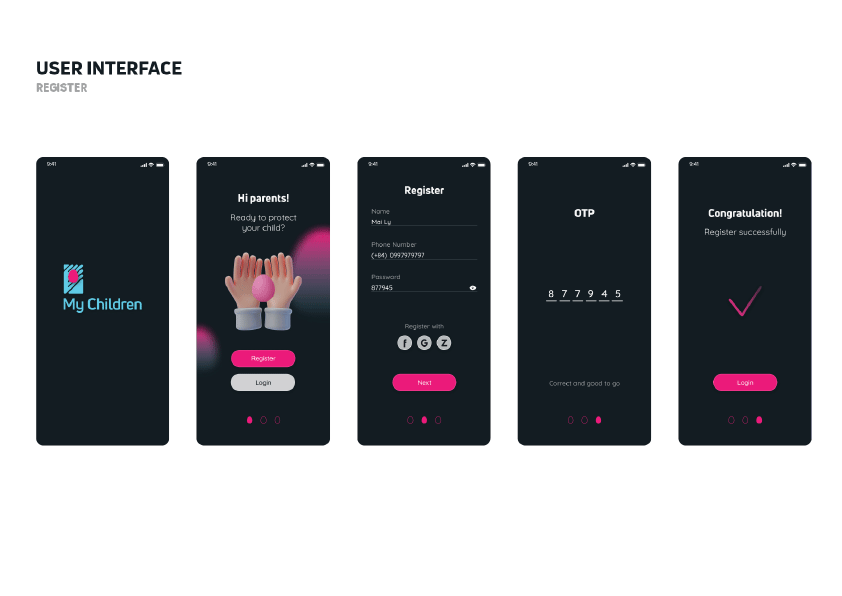 USER INTERFACE
REGISTER
9:41
My Children
9:41
Hi parents!
Ready to protect
your child?
Register
Login
9:41
Register
Name
Mai Ly
Phone Number
(+84) 0997979797
Password
877945
Register with
f G Z
Next
9:41
OTP
8 7 7 9 4 5
Correct and good to go
9:41
Congratulation!
Register successfully
Login